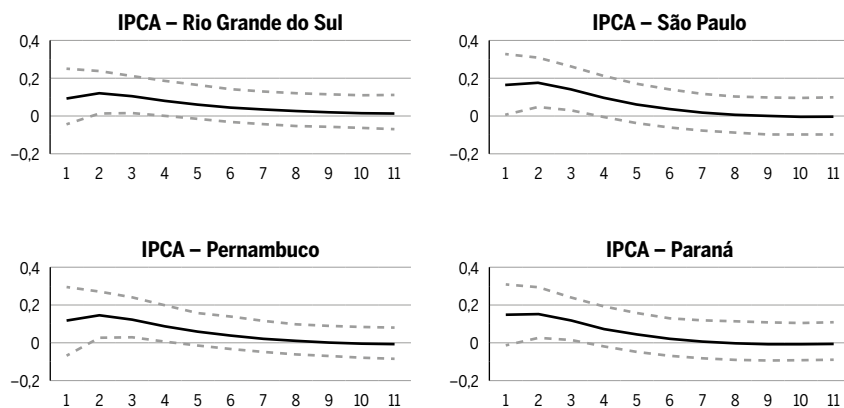 IPCA – Rio Grande do Sul
0,4
0,2
0
–0,2
1 2 3 4 5 6 7 8 9 10 11
IPCA – São Paulo
0,4
0,2
0
–0,2
1 2 3 4 5 6 7 8 9 10 11
IPCA – Pernambuco
0,4
0,2
0
–0,2
1 2 3 4 5 6 7 8 9 10 11
IPCA – Paraná
0,4
0,2
0
–0,2
1 2 3 4 5 6 7 8 9 10 11